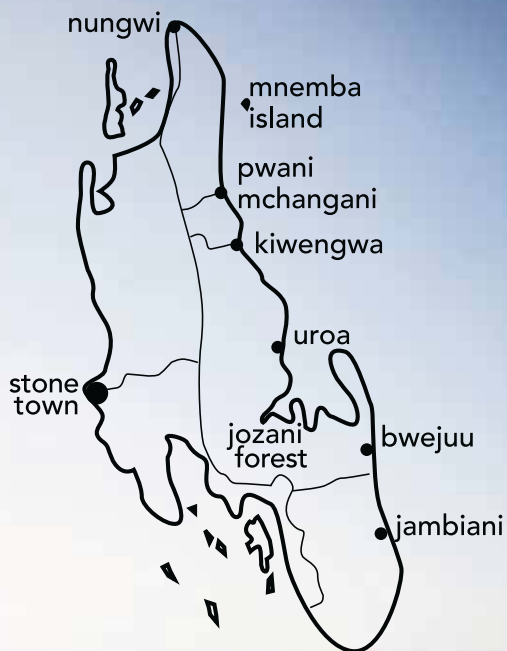 nungwi
mnemba
island
pwani
mchangani
kiwengwa
uroa
stone
town
jozani
forest
bwejuu
jambiani